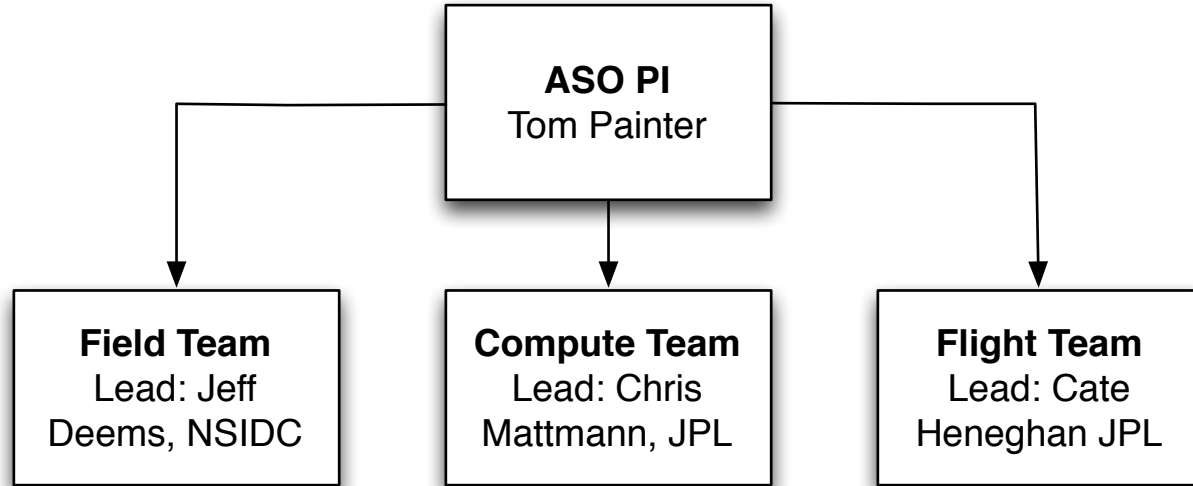 ASO PI
Tom Painter
Field Team
Lead: Jeff
Deems, NSIDC
Compute Team
Lead: Chris
Mattmann, JPL
Flight Team
Lead: Cate
Heneghan JPL